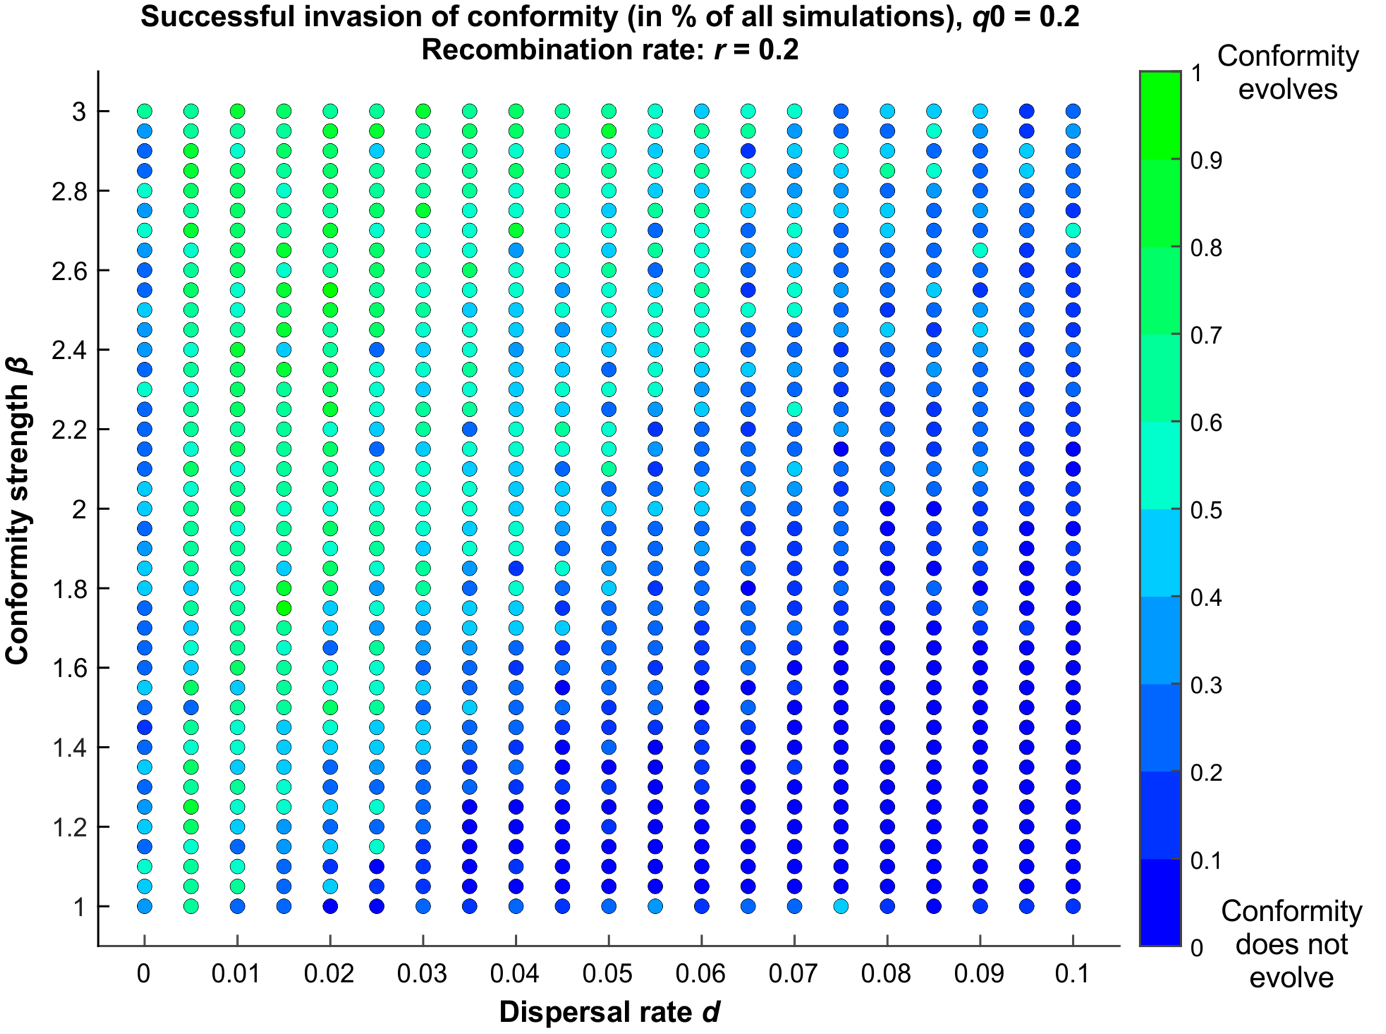 Successful invasion of conformity (in % of all simulations), q0 = 0.2
Recombination rate: r = 0.2
Conformity
evolves
1
0.9
0.8
0.7
0.6
0.5
0.4
0.3
0.2
0.1
0
Conformity
does not
evolve
Conformity strength β
3
2.8
2.6
2.4
2.2
2
1.8
1.6
1.4
1.2
1
0 0.01 0.02 0.03 0.04 0.05 0.06 0.07 0.08 0.09 0.1
Dispersal rate d